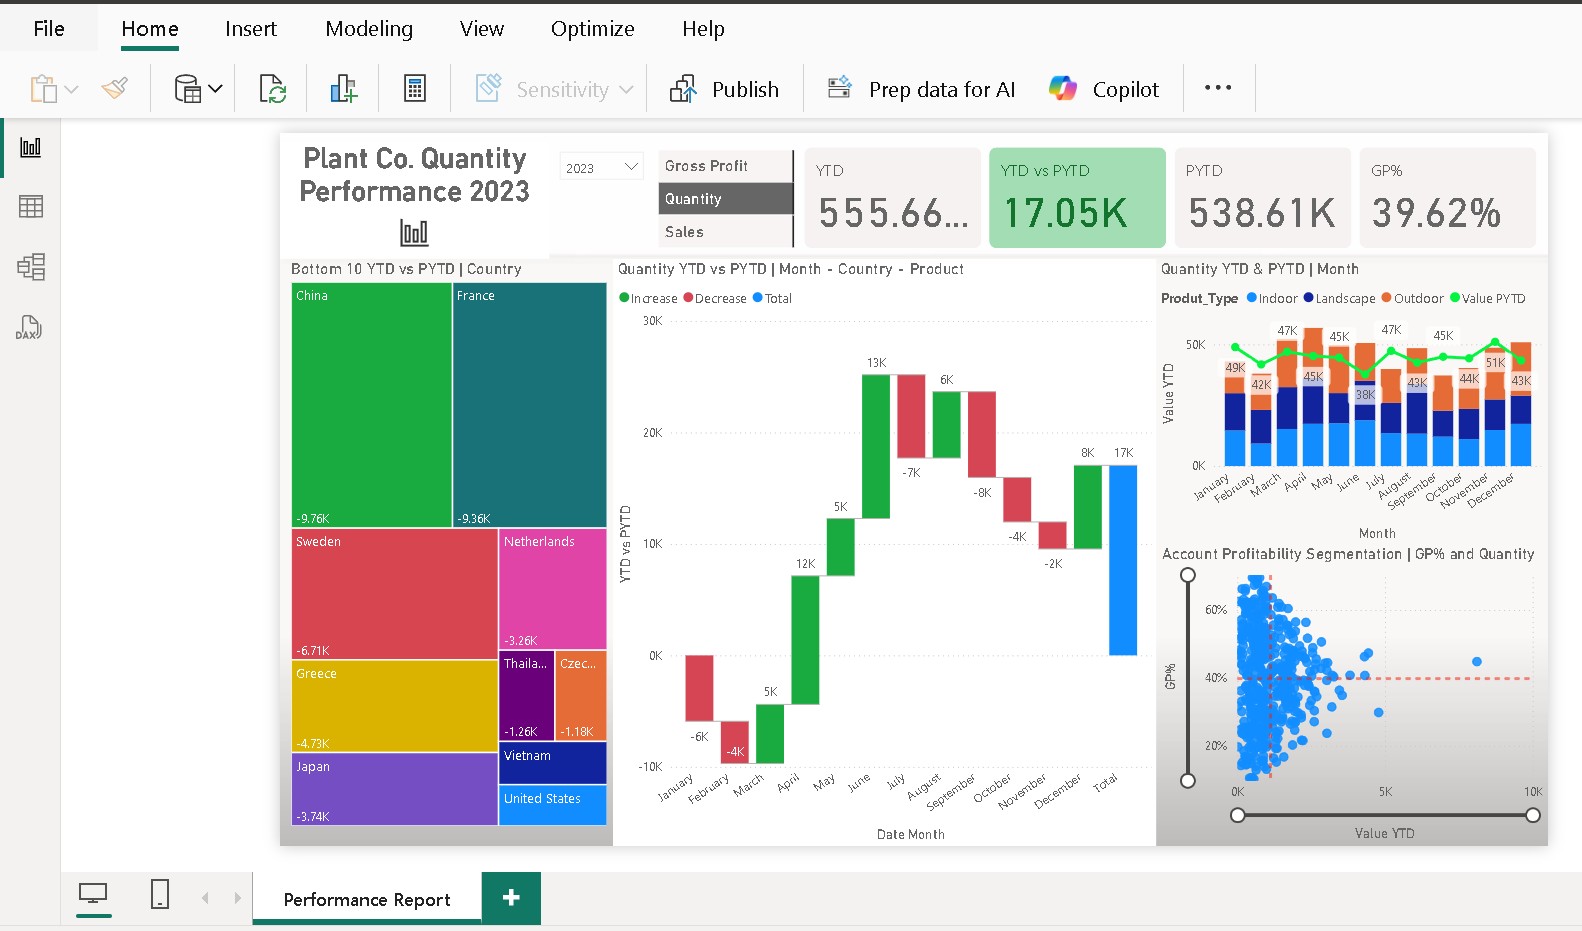 File Home Insert Modeling View Optimize Help
Sensitivity Publish Prep data for AI Copilot ...
Plant Co. Quantity
Performance 2023
2023
Gross Profit
Quantity
Sales
YTD
555.66...
YTD vs PYTD
17.05K
PYTD
538.61K
GP%
39.62%
Bottom 10 YTD vs PYTD | Country
China
-9.76K
France
-9.36K
Sweden
-6.71K
Netherlands
-3.26K
Greece
-4.73K
Thaila...
-1.26K
Czec...
-1.18K
Japan
-3.74K
Vietnam
United States
Quantity YTD vs PYTD | Month - Country - Product
Increase Decrease Total
YTD vs PYTD
30K
20K
10K
0K
-10K
-6K
-4K
5K
12K
5K
13K
-7K
6K
-8K
-4K
-2K
8K
17K
January February March April May June July August September October November December Total
Date Month
Quantity YTD & PYTD | Month
Produt_Type Indoor Landscape Outdoor Value PYTD
Value YTD
50K
0K
49K
42K
47K
45K
45K
38K
47K
43K
45K
44K
51K
43K
January February March April May June July August September October November December
Month
Account Profitability Segmentation | GP% and Quantity
GP%
60%
40%
20%
0K 5K 10K
Value YTD
DAX
Performance Report +